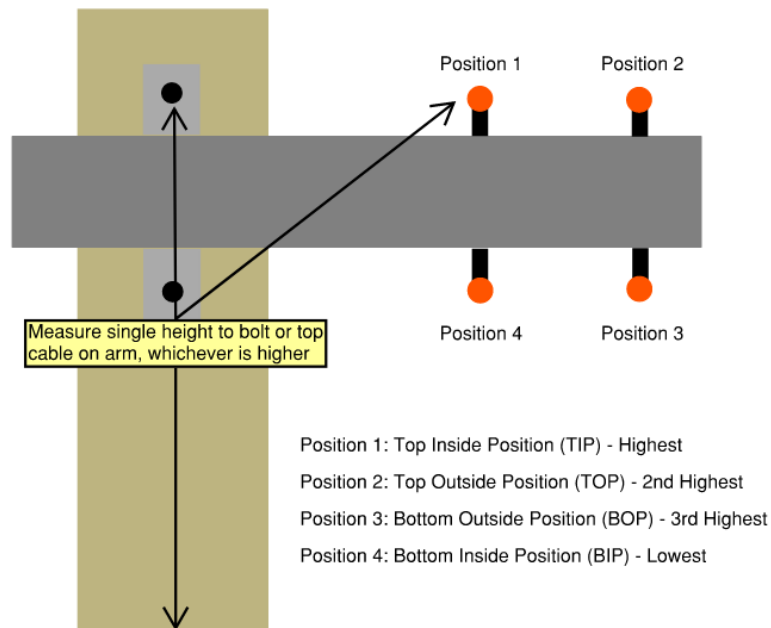 Position 1
Position 2
Measure single height to bolt or top
cable on arm, whichever is higher
Position 4
Position 3
Position 1: Top Inside Position (TIP) - Highest
Position 2: Top Outside Position (TOP) - 2nd Highest
Position 3: Bottom Outside Position (BOP) - 3rd Highest
Position 4: Bottom Inside Position (BIP) - Lowest